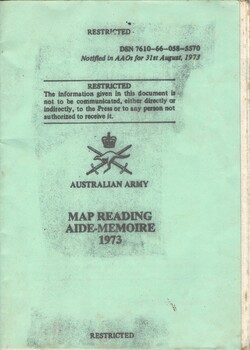 RESTRICTED
DSN 7610-66-058-5570
Notified in AAOs for 31st August, 1973
RESTRICTED
The information given in this document is
not to be communicated, either directly or
indirectly, to the Press or to any person not
authorized to receive it.
AUSTRALIAN ARMY
MAP READING
AIDE-MEMOIRE
1973
RESTRICTED